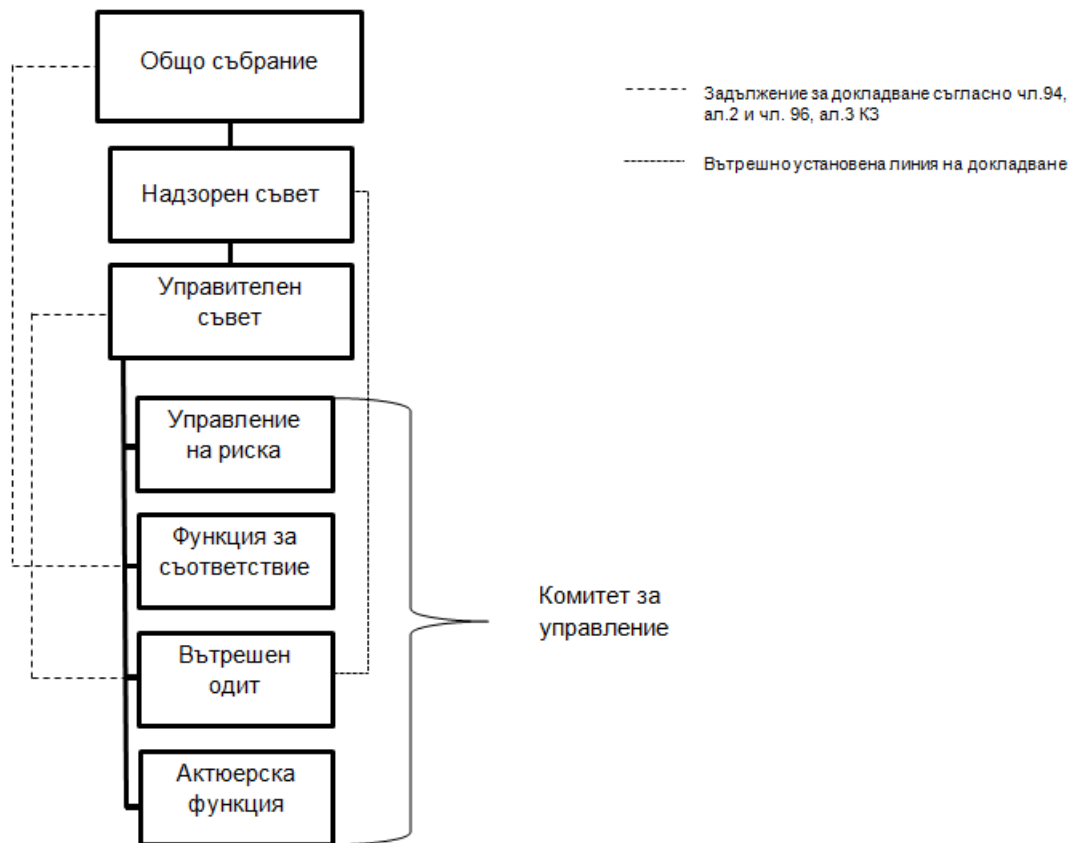 Общо събрание
Задължение за докладване съгласно чл.94,
ал.2 и чл. 96, ал.3 КЗ
Вътрешно установена линия на докладване
Надзорен съвет
Управителен
съвет
Управление
на риска
Функция за
съответствие
Комитет за
управление
Вътрешен
одит
Актюерска
функция